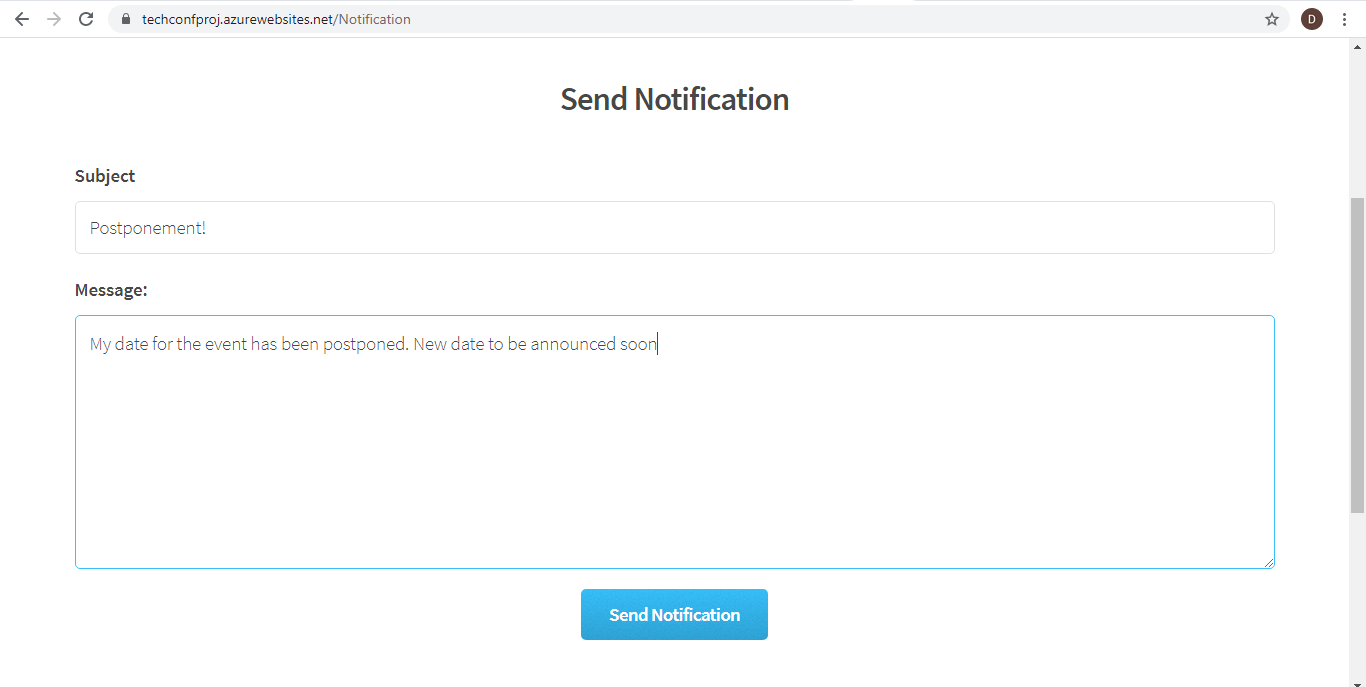 techconfproj.azurewebsites.net/Notification
D
Send Notification
Subject
Postponement!
Message:
My date for the event has been postponed. New date to be announced soon
Send Notification